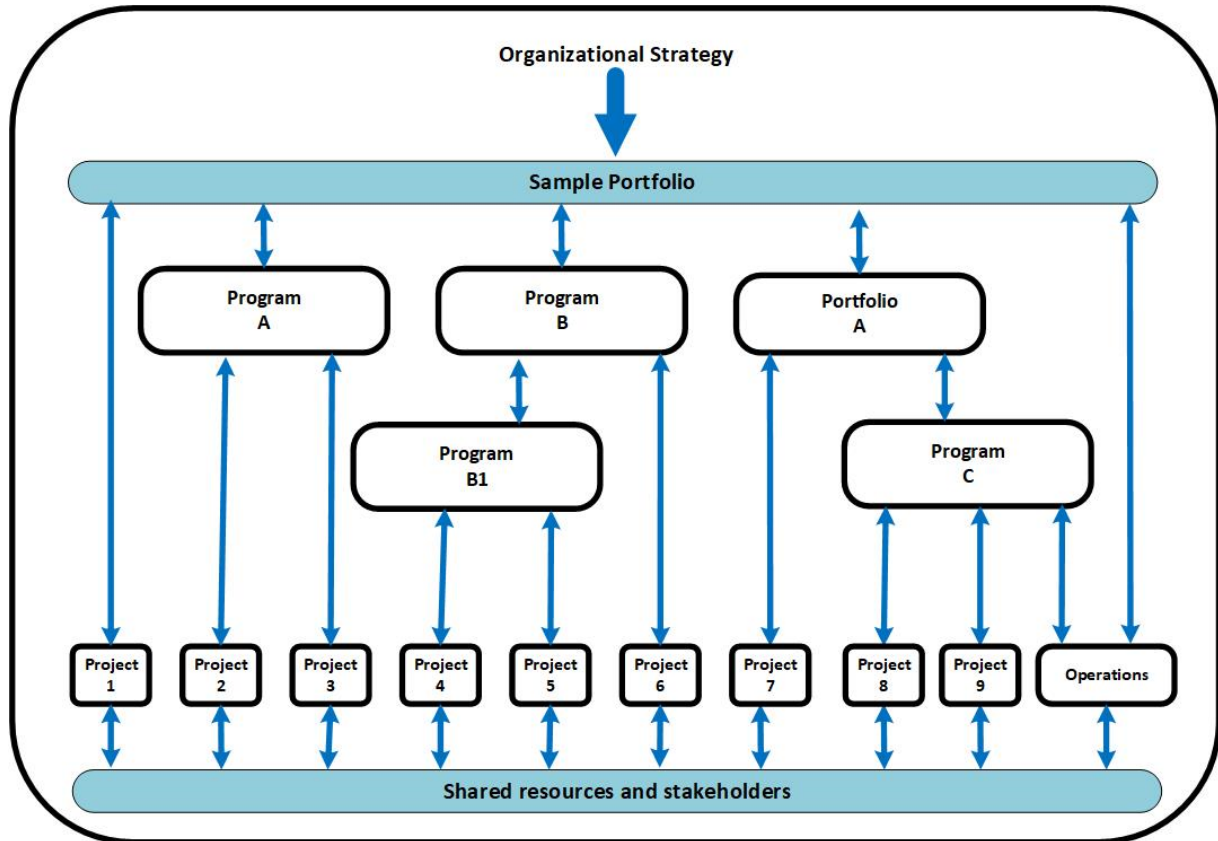 Organizational Strategy
Sample Portfolio
Program
A
Program
B
Portfolio
A
Program
B1
Program
C
Project
1
Project
2
Project
3
Project
4
Project
5
Project
6
Project
7
Project
8
Project
9
Operations
Shared resources and stakeholders